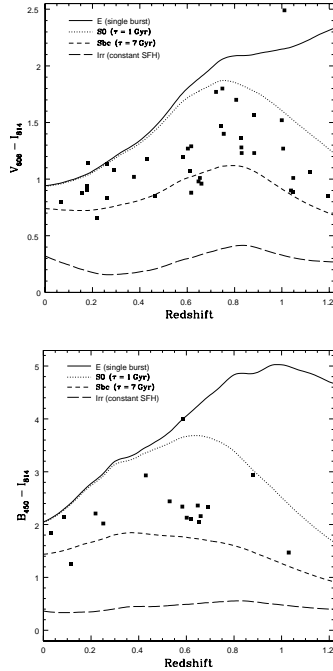 2.5
2
1.5
1
0.5
0
E (single burst)
S0 (τ = 1 Gyr)
Sbc (τ = 7 Gyr)
Irr (constant SFH)
V606 − I814
0 0.2 0.4 0.6 0.8 1 1.2
Redshift
5
4
3
2
1
0
E (single burst)
S0 (τ = 1 Gyr)
Sbc (τ = 7 Gyr)
Irr (constant SFH)
B450 − I814
0 0.2 0.4 0.6 0.8 1 1.2
Redshift